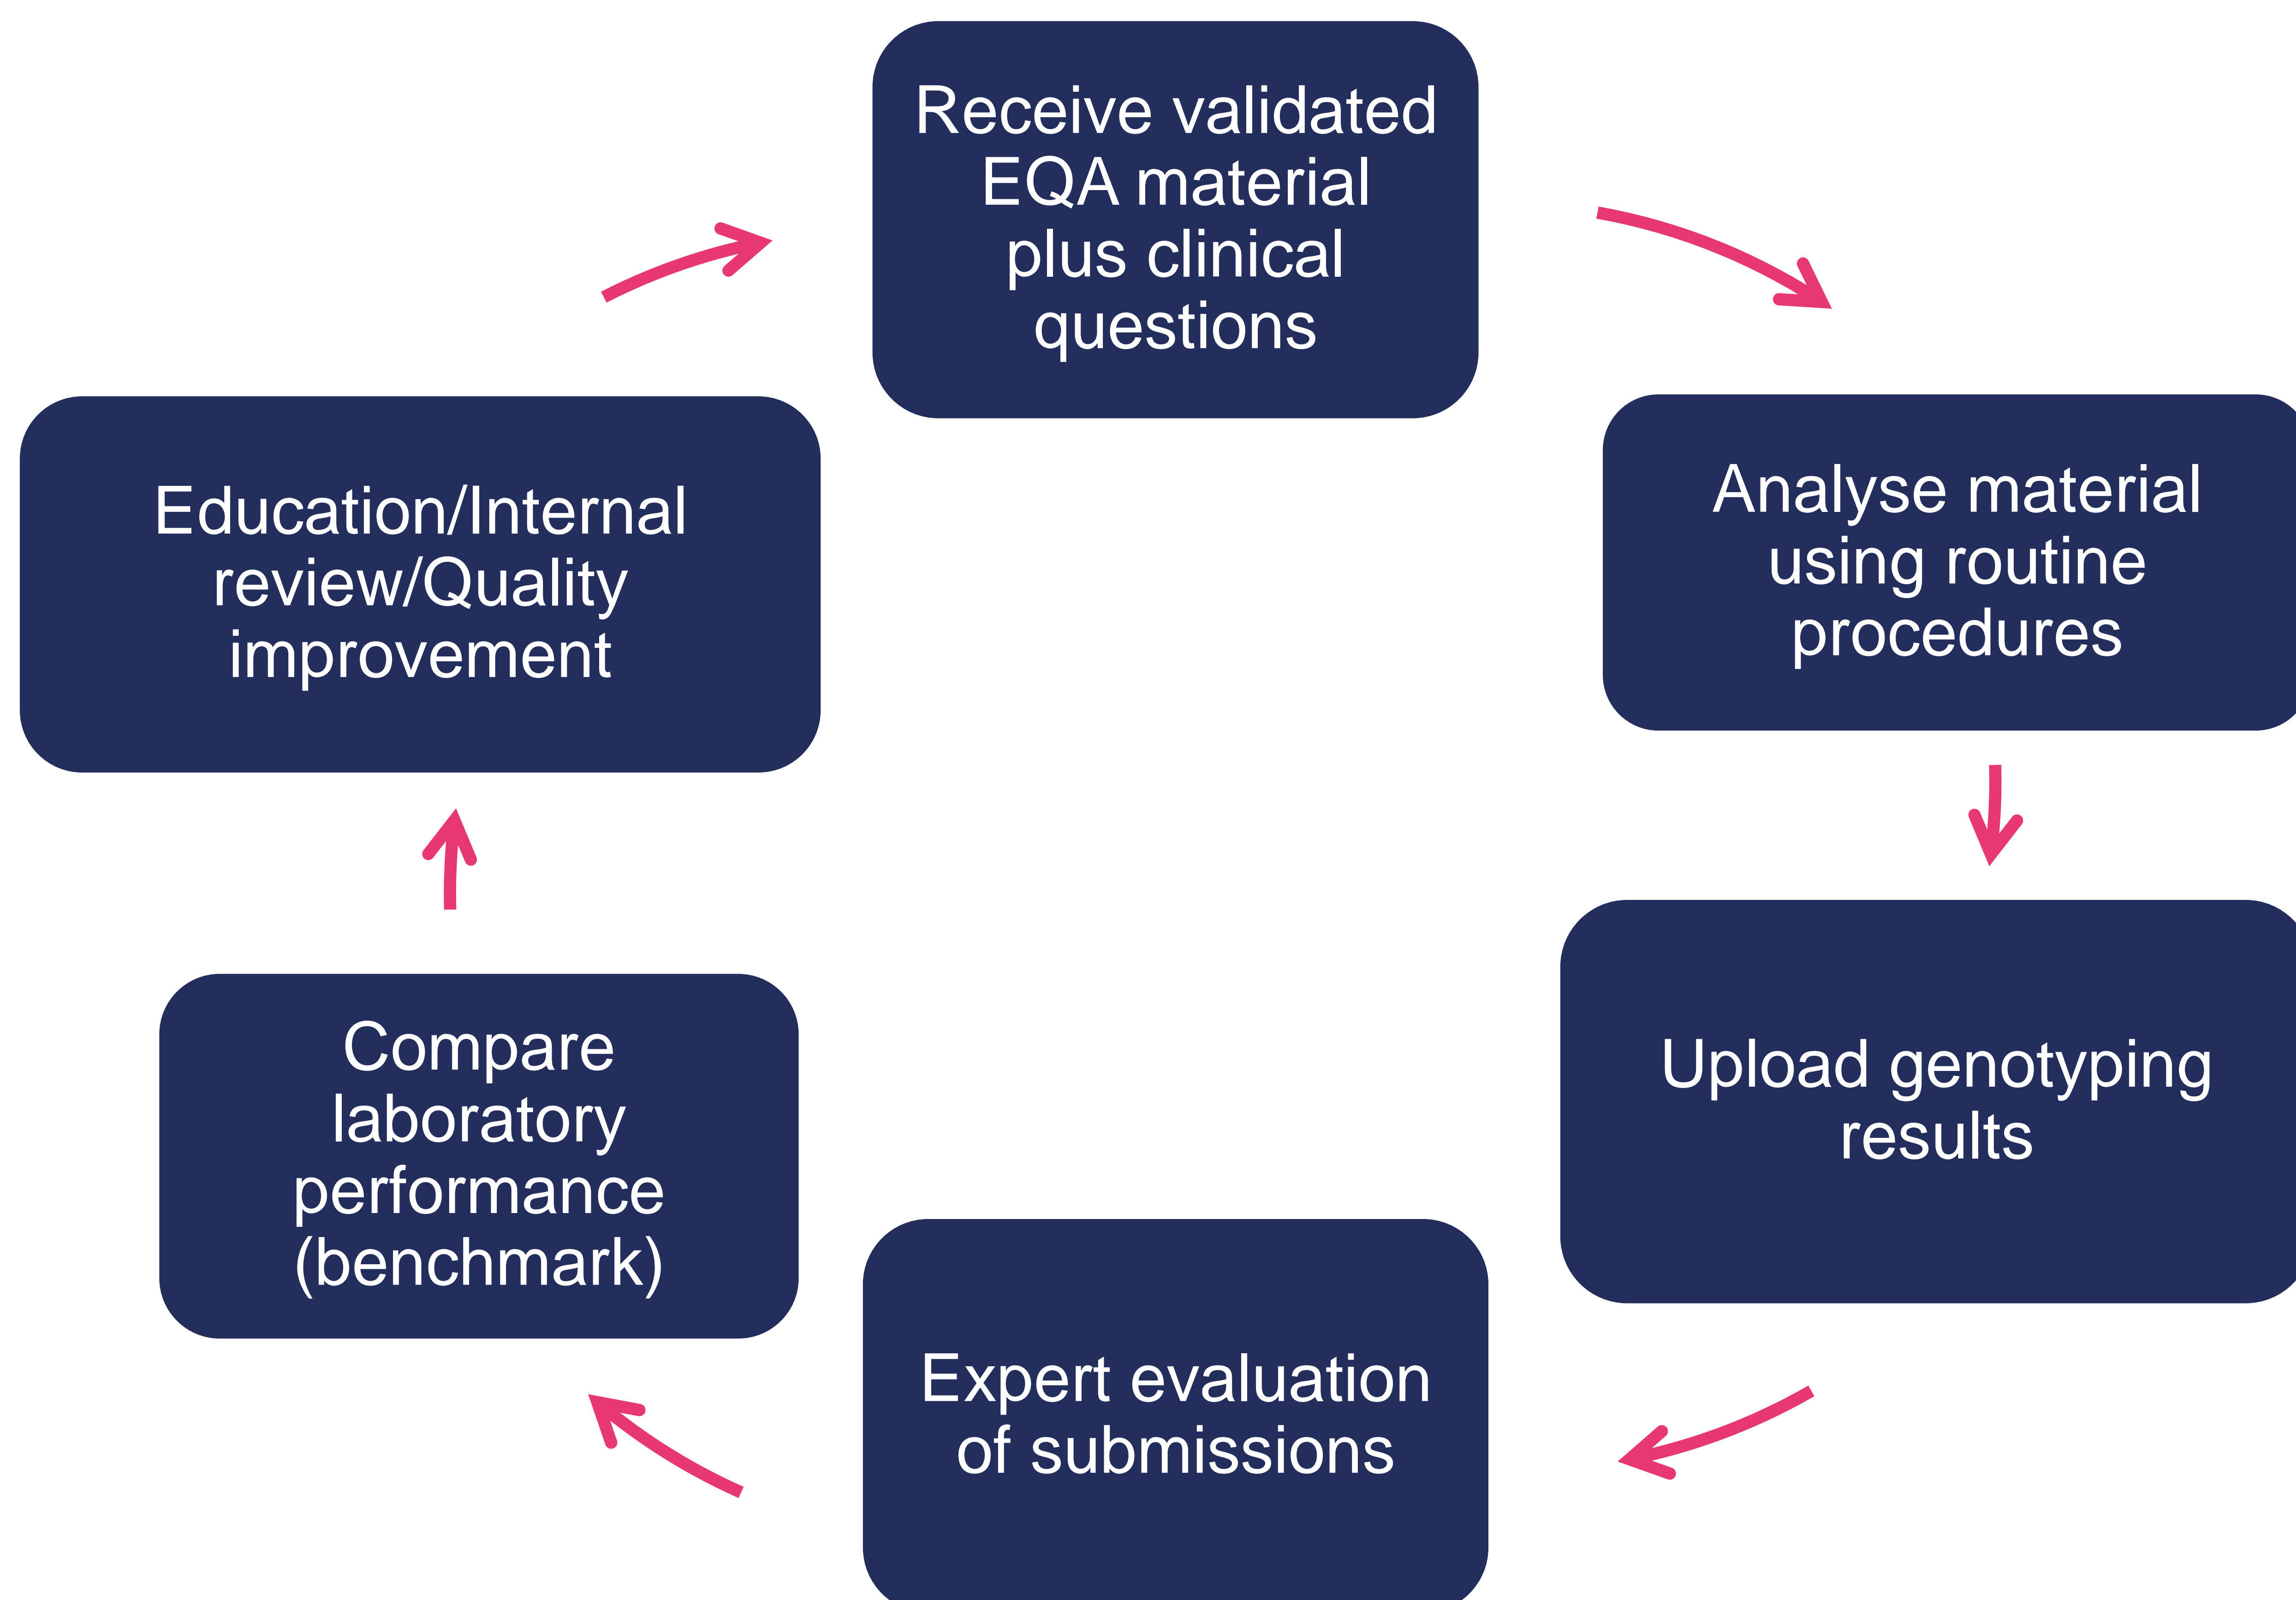 Receive validated
EQA material
plus clinical
questions
Analyse material
using routine
procedures
Upload genotyping
results
Expert evaluation
of submissions
Compare
laboratory
performance
(benchmark)
Education/Internal
review/Quality
improvement